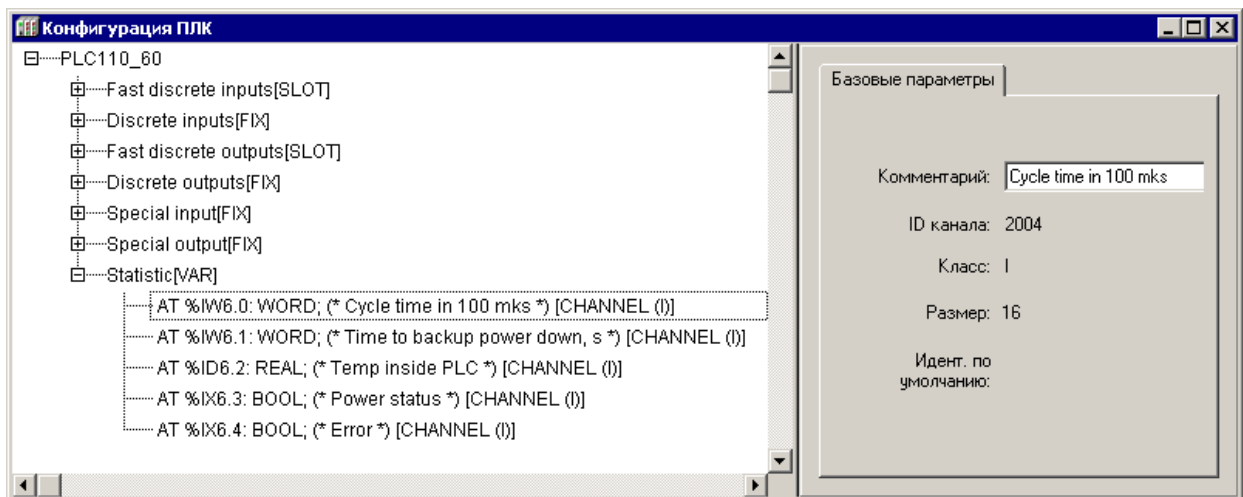 Конфигурация ПЛК
PLC110_60
Fast discrete inputs[SLOT]
Discrete inputs[FIX]
Fast discrete outputs[SLOT]
Discrete outputs[FIX]
Special input[FIX]
Special output[FIX]
Statistic[VAR]
AT %IW6.0: WORD; (* Cycle time in 100 mks *) [CHANNEL (I)]
AT %IW6.1: WORD; (* Time to backup power down, s *) [CHANNEL (I)]
AT %ID6.2: REAL; (* Temp inside PLC *) [CHANNEL (I)]
AT %IX6.3: BOOL; (* Power status *) [CHANNEL (I)]
AT %IX6.4: BOOL; (* Error *) [CHANNEL (I)]
Базовые параметры
Комментарий: Cycle time in 100 mks
ID канала: 2004
Класс: I
Размер: 16
Идент. по
умолчанию: